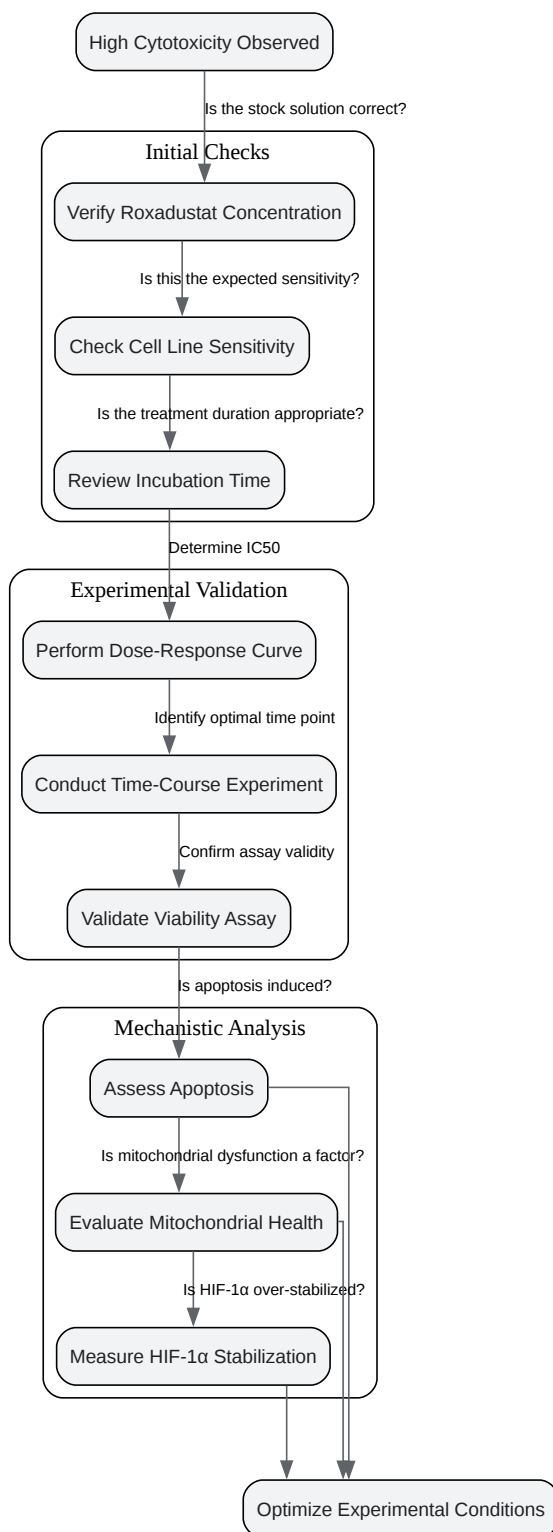 High Cytotoxicity Observed
Is the stock solution correct?
Initial Checks
Verify Roxadustat Concentration
Is this the expected sensitivity?
Check Cell Line Sensitivity
Is the treatment duration appropriate?
Review Incubation Time
Determine IC50
Experimental Validation
Perform Dose-Response Curve
Identify optimal time point
Conduct Time-Course Experiment
Confirm assay validity
Validate Viability Assay
Is apoptosis induced?
Mechanistic Analysis
Assess Apoptosis
Is mitochondrial dysfunction a factor?
Evaluate Mitochondrial Health
Is HIF-1α over-stabilized?
Measure HIF-1α Stabilization
Optimize Experimental Conditions